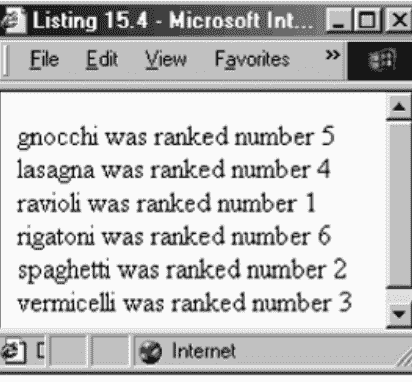 Listing 15.4 - Microsoft Int...
File Edit View Favorites »
gnocchi was ranked number 5
lasagna was ranked number 4
ravioli was ranked number 1
rigatoni was ranked number 6
spaghetti was ranked number 2
vermicelli was ranked number 3
Internet